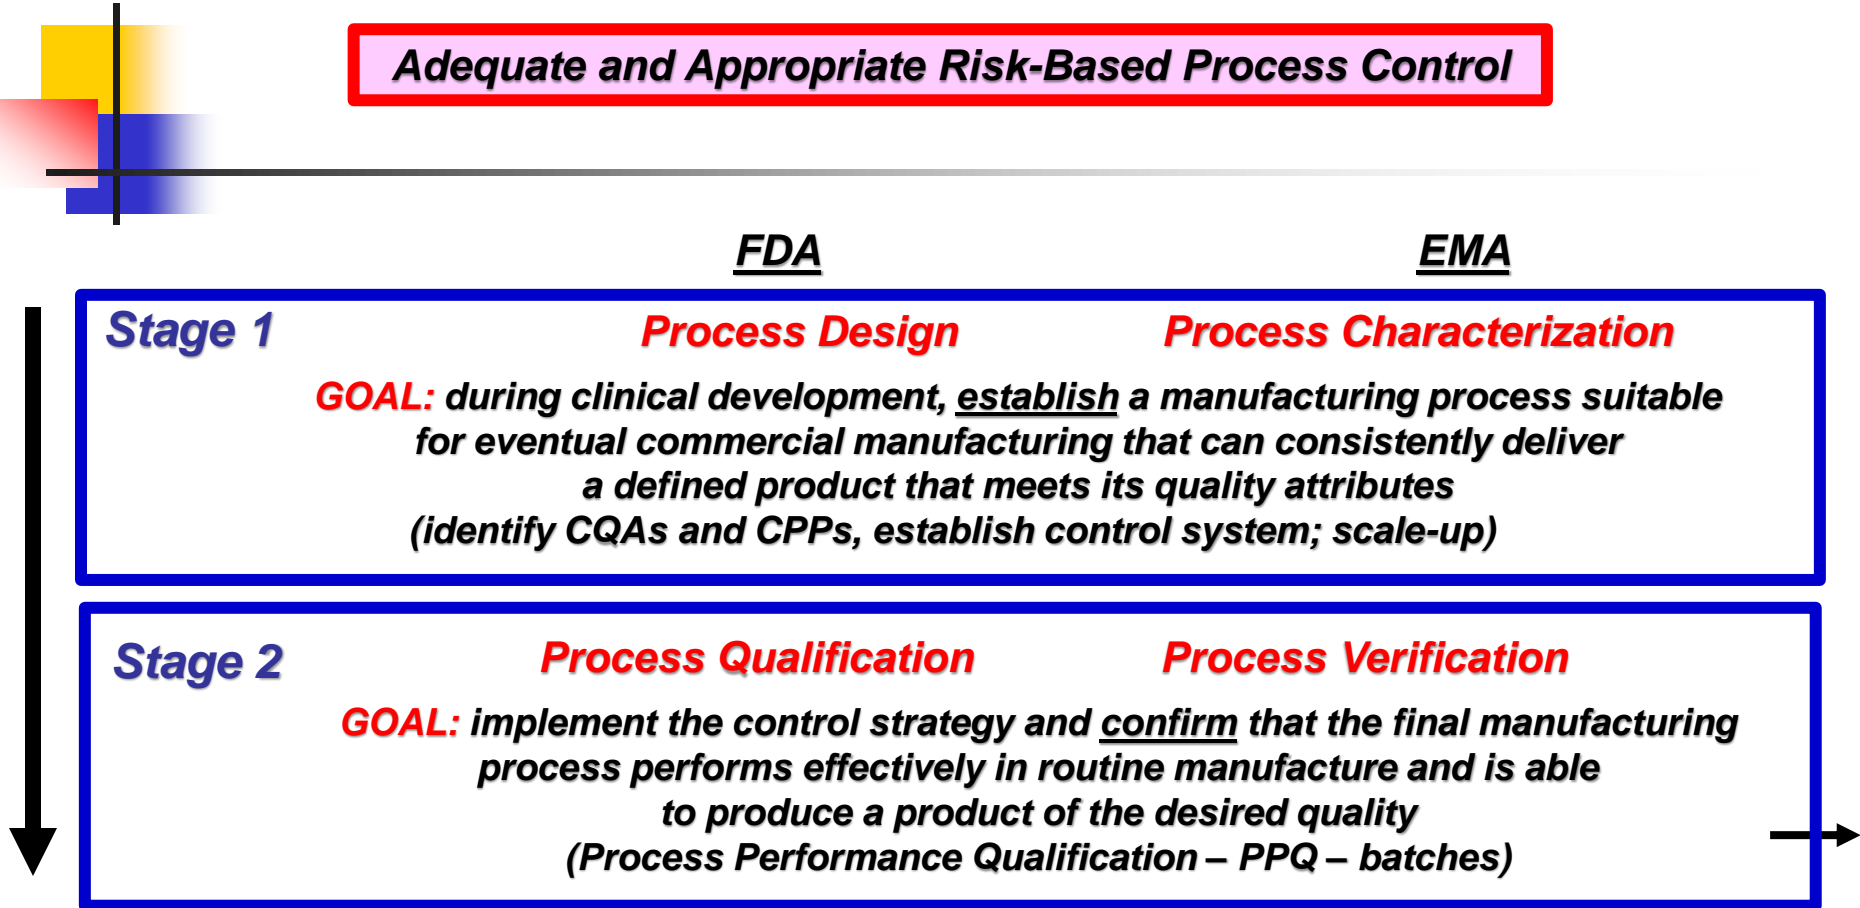 Adequate and Appropriate Risk-Based Process Control
FDA EMA
Stage 1 Process Design Process Characterization
GOAL: during clinical development, establish a manufacturing process suitable
for eventual commercial manufacturing that can consistently deliver
a defined product that meets its quality attributes
(identify CQAs and CPPs, establish control system; scale-up)
Stage 2 Process Qualification Process Verification
GOAL: implement the control strategy and confirm that the final manufacturing
process performs effectively in routine manufacture and is able
to produce a product of the desired quality
(Process Performance Qualification – PPQ – batches)